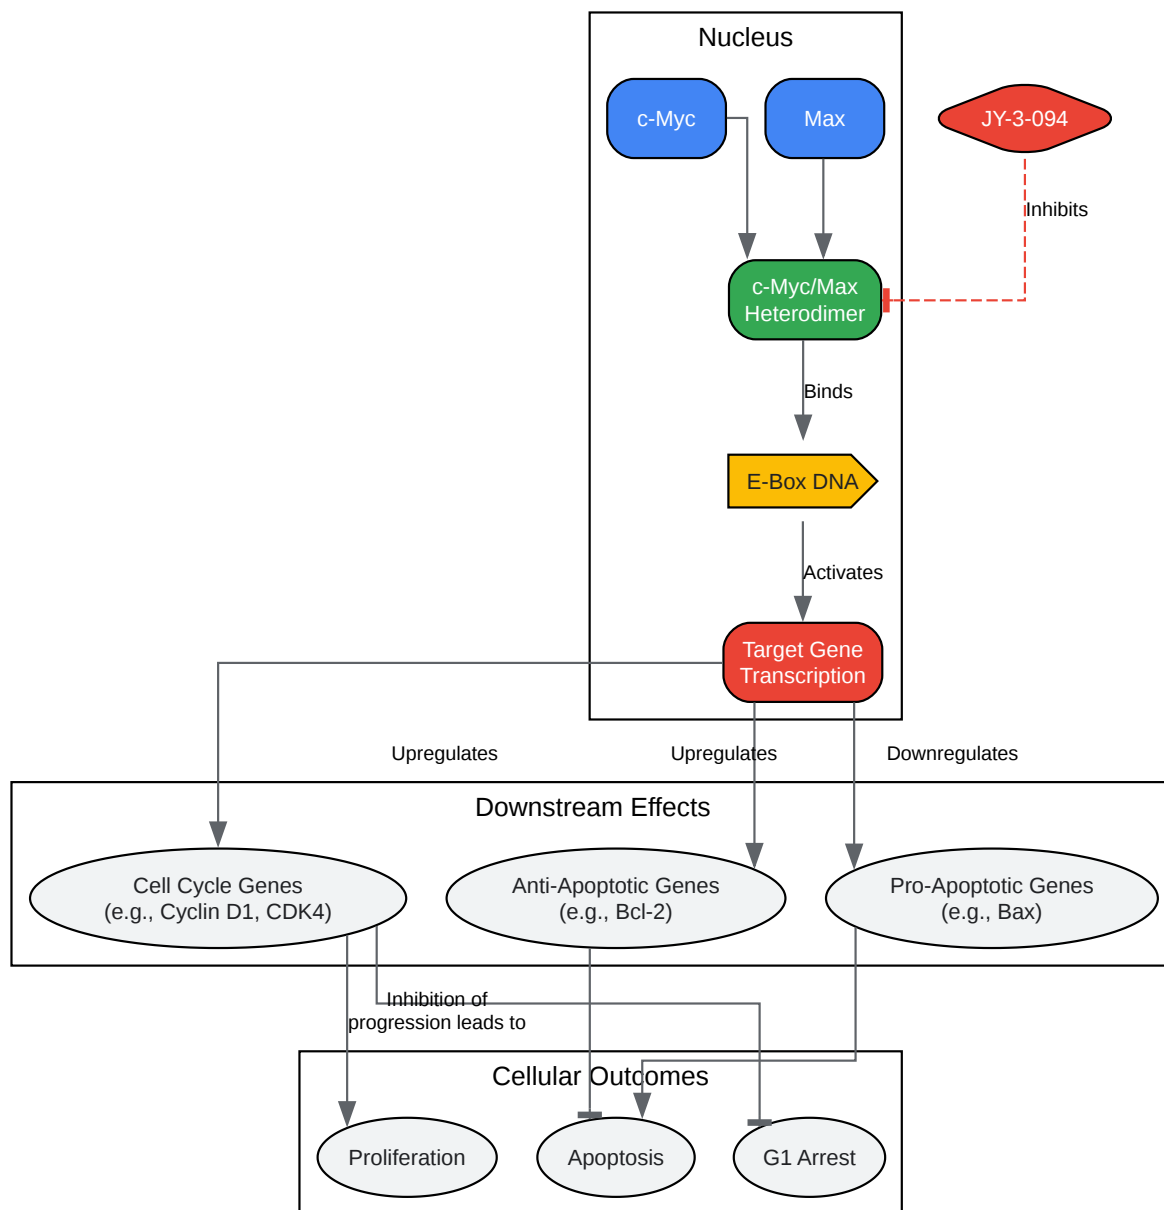 Nucleus
c-Myc
Max
JY-3-094
Inhibits
c-Myc/Max
Heterodimer
Binds
E-Box DNA
Activates
Target Gene
Transcription
Upregulates
Upregulates
Downregulates
Downstream Effects
Cell Cycle Genes
(e.g., Cyclin D1, CDK4)
Anti-Apoptotic Genes
(e.g., Bcl-2)
Pro-Apoptotic Genes
(e.g., Bax)
Inhibition of
progression leads to
Cellular Outcomes
Proliferation
Apoptosis
G1 Arrest